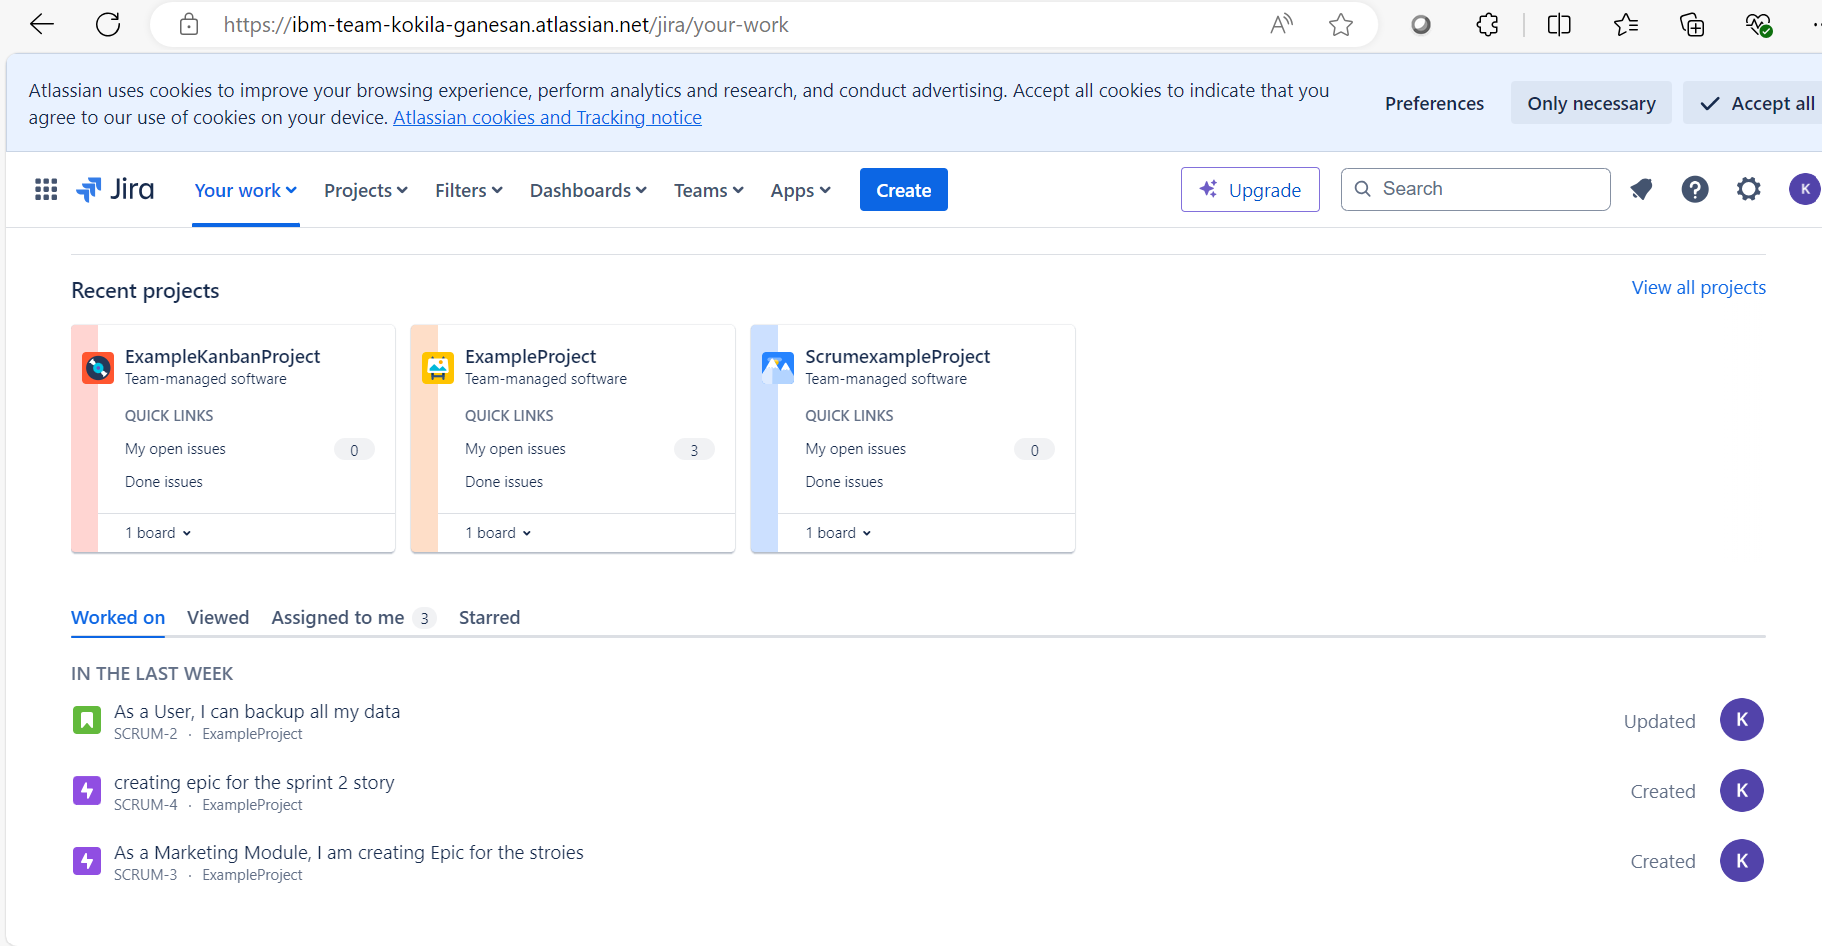 https://ibm-team-kokila-ganesan.atlassian.net/jira/your-work
Atlassian uses cookies to improve your browsing experience, perform analytics and research, and conduct advertising. Accept all cookies to indicate that you
agree to our use of cookies on your device. Atlassian cookies and Tracking notice
Preferences
Only necessary
Accept all
Jira
Your work
Projects
Filters
Dashboards
Teams
Apps
Create
Upgrade
Search
K
Recent projects
View all projects
ExampleKanbanProject
Team-managed software
QUICK LINKS
My open issues 0
Done issues
1 board
ExampleProject
Team-managed software
QUICK LINKS
My open issues 3
Done issues
1 board
ScrumexampleProject
Team-managed software
QUICK LINKS
My open issues 0
Done issues
1 board
Worked on
Viewed
Assigned to me 3
Starred
IN THE LAST WEEK
As a User, I can backup all my data
SCRUM-2 · ExampleProject
Updated
K
creating epic for the sprint 2 story
SCRUM-4 · ExampleProject
Created
K
As a Marketing Module, I am creating Epic for the stroies
SCRUM-3 · ExampleProject
Created
K